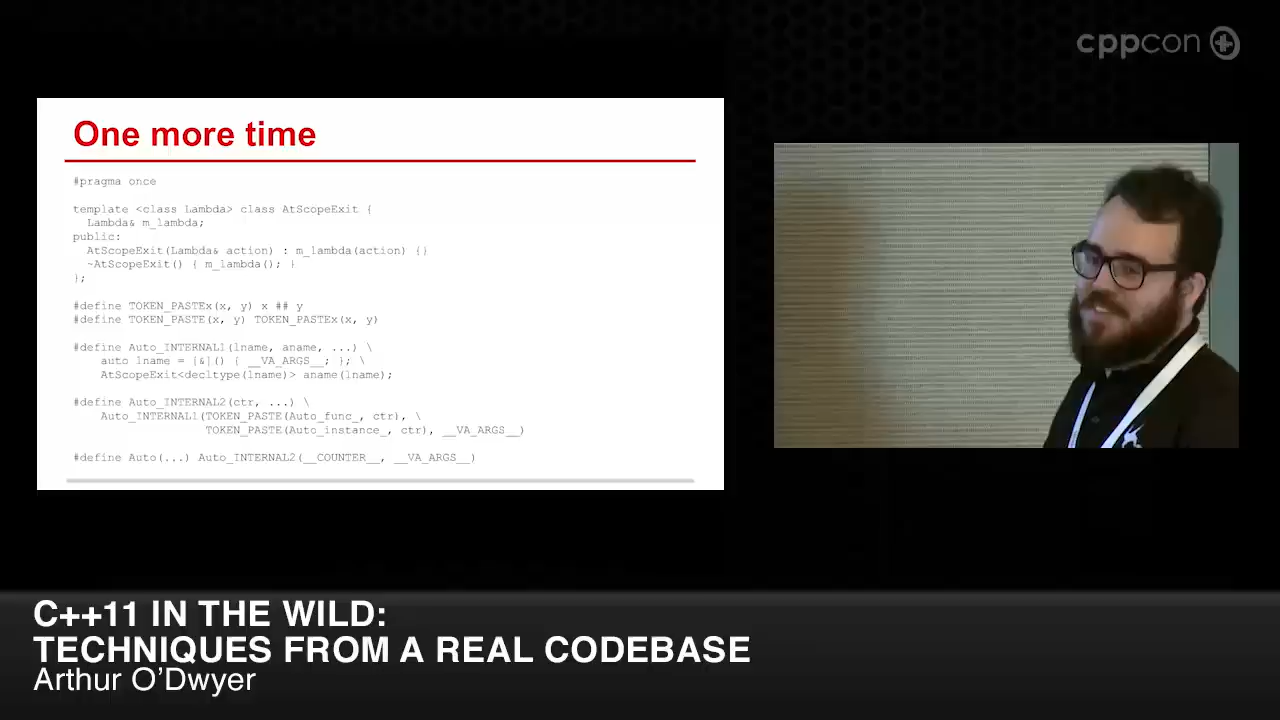 cppcon
One more time
#pragma once
template <class Lambda> class AtScopeExit {
Lambda& m_lambda;
public:
AtScopeExit(Lambda& action) : m_lambda(action) {}
~AtScopeExit() { m_lambda(); }
};
#define TOKEN_PASTEx(x, y) x ## y
#define TOKEN_PASTE(x, y) TOKEN_PASTEx(x, y)
#define Auto_INTERNAL1(lname, aname, ...) \
auto lname = [&]() { __VA_ARGS__; }; \
AtScopeExit<decltype(lname)> aname(lname);
#define Auto_INTERNAL2(ctr, ...) \
Auto_INTERNAL1(TOKEN_PASTE(Auto_func_, ctr), \
TOKEN_PASTE(Auto_instance_, ctr), __VA_ARGS__)
#define Auto(...) Auto_INTERNAL2(__COUNTER__, __VA_ARGS__)
C++11 IN THE WILD:
TECHNIQUES FROM A REAL CODEBASE
Arthur O'Dwyer